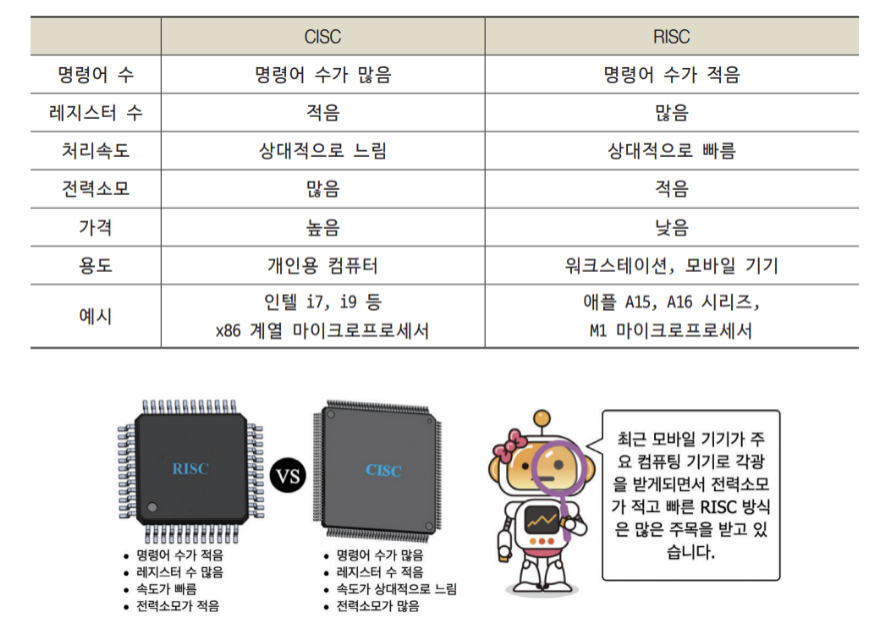 CISC RISC
명령어 수 명령어 수가 많음 명령어 수가 적음
레지스터 수 적음 많음
처리속도 상대적으로 느림 상대적으로 빠름
전력소모 많음 적음
가격 높음 낮음
용도 개인용 컴퓨터 워크스테이션, 모바일 기기
예시 인텔 i7, i9 등 애플 A15, A16 시리즈,
x86 계열 마이크로프로세서 M1 마이크로프로세서
RISC
VS
CISC
• 명령어 수가 적음
• 레지스터 수 많음
• 속도가 빠름
• 전력소모가 적음
• 명령어 수가 많음
• 레지스터 수 적음
• 속도가 상대적으로 느림
• 전력소모가 많음
최근 모바일 기기가 주
요 컴퓨팅 기기로 각광
을 받게되면서 전력소모
가 적고 빠른 RISC 방식
은 많은 주목을 받고 있
습니다.